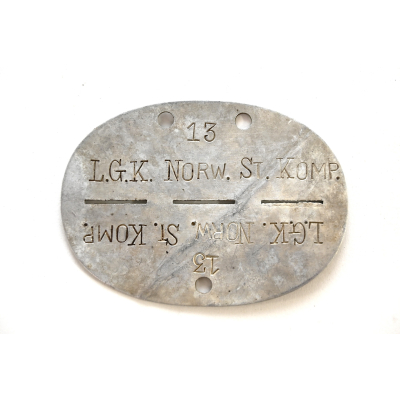 13
L.G.K. NORW. ST. KOMP.
L.G.K. NORW. ST. KOMP.
13